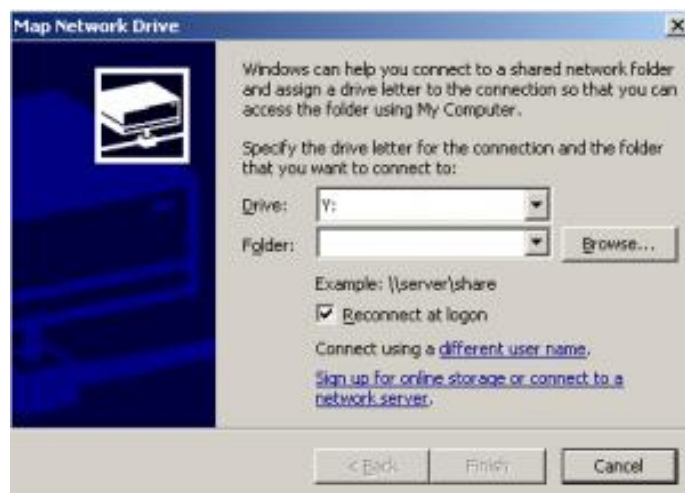 Map Network Drive
Windows can help you connect to a shared network folder
and assign a drive letter to the connection so that you can
access the folder using My Computer.
Specify the drive letter for the connection and the folder
that you want to connect to:
Drive: Y:
Folder: Browse...
Example: \\server\share
Reconnect at logon
Connect using a different user name.
Sign up for online storage or connect to a
network server.
< Back Finish Cancel